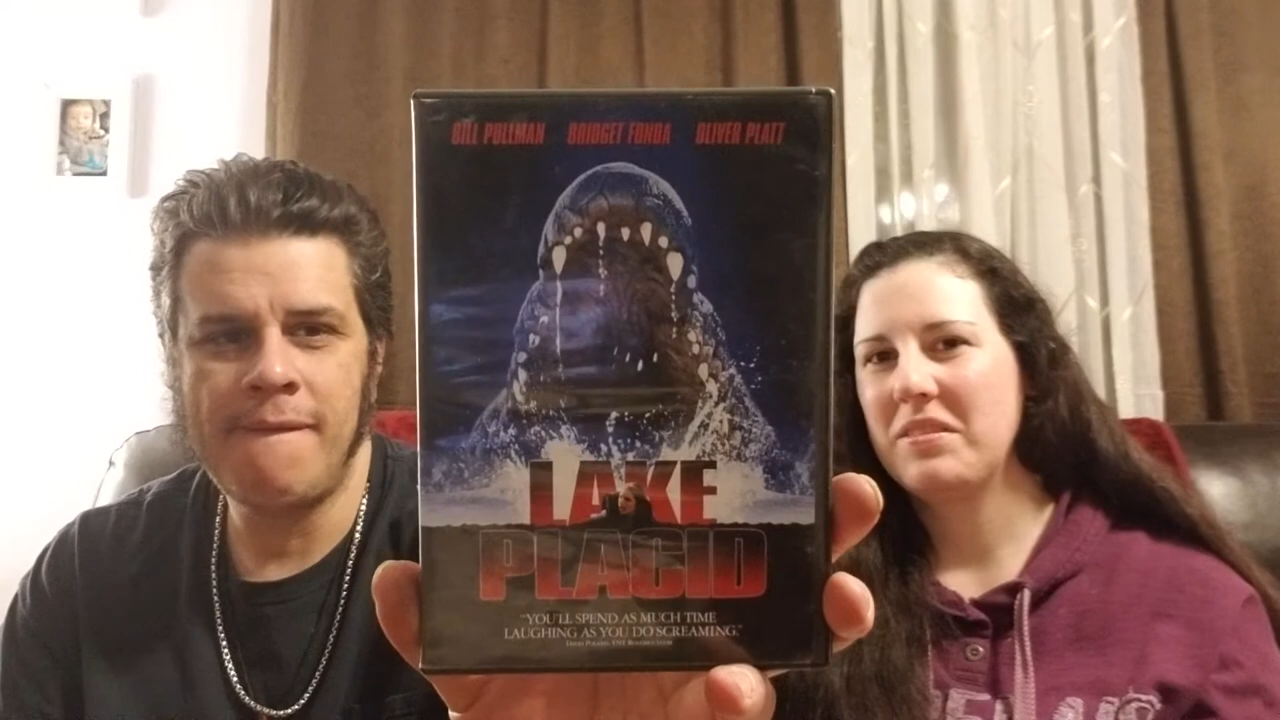 BILL PULLMAN BRIDGET FONDA OLIVER PLATT
LAKE
PLACID
"YOU'LL SPEND AS MUCH TIME
LAUGHING AS YOU DO SCREAMING."